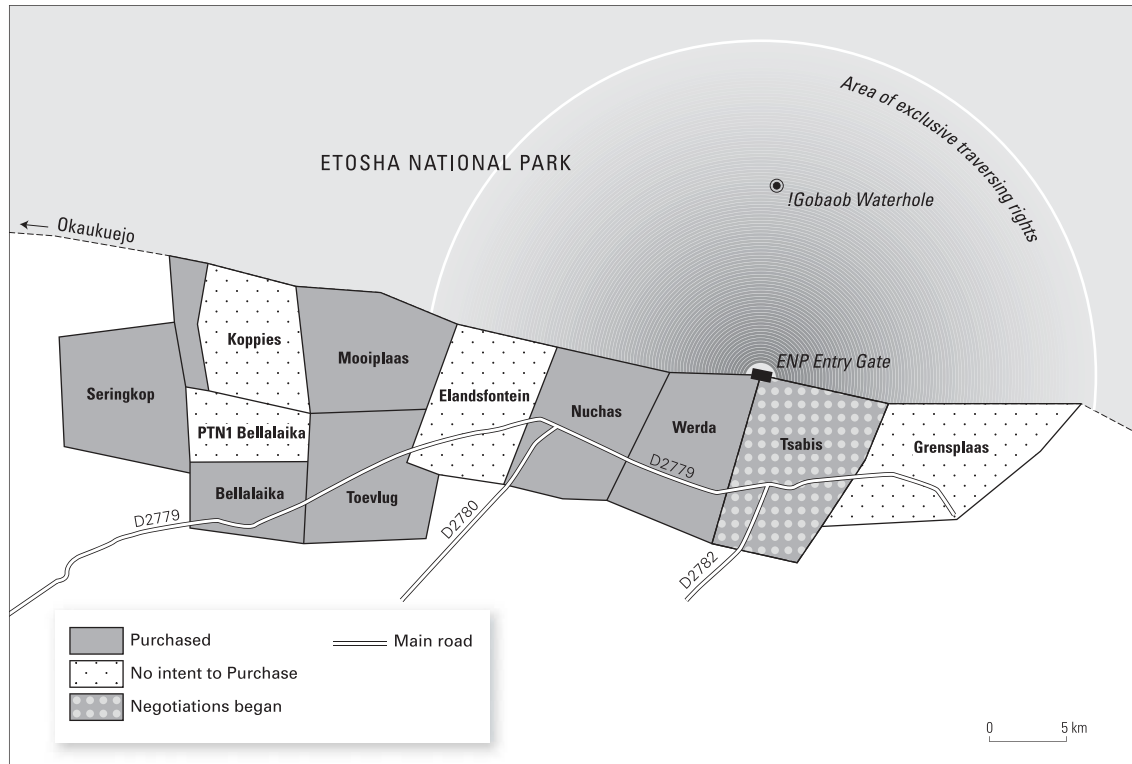 Area of exclusive traversing rights
ETOSHA NATIONAL PARK
!Gobaob Waterhole
Okaukuejo
Koppies
Mooiplaas
ENP Entry Gate
Seringkop
Elandsfontein
Nuchas
PTN1 Bellalaika
Werda
Tsabis
Grensplaas
D2779
Bellalaika
Toevlug
D2779
D2780
D2782
Purchased
Main road
No intent to Purchase
Negotiations began
0 5 km